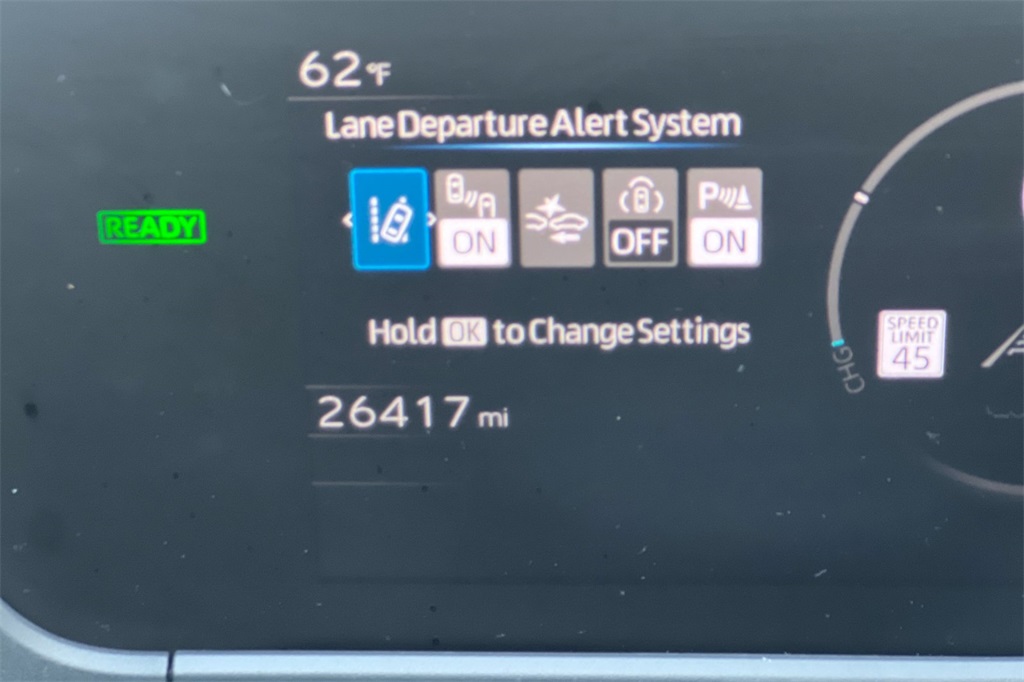 62°F
Lane Departure Alert System
READY
ON
OFF
P
ON
Hold OK to Change Settings
SPEED
LIMIT
45
CHG
26417 mi